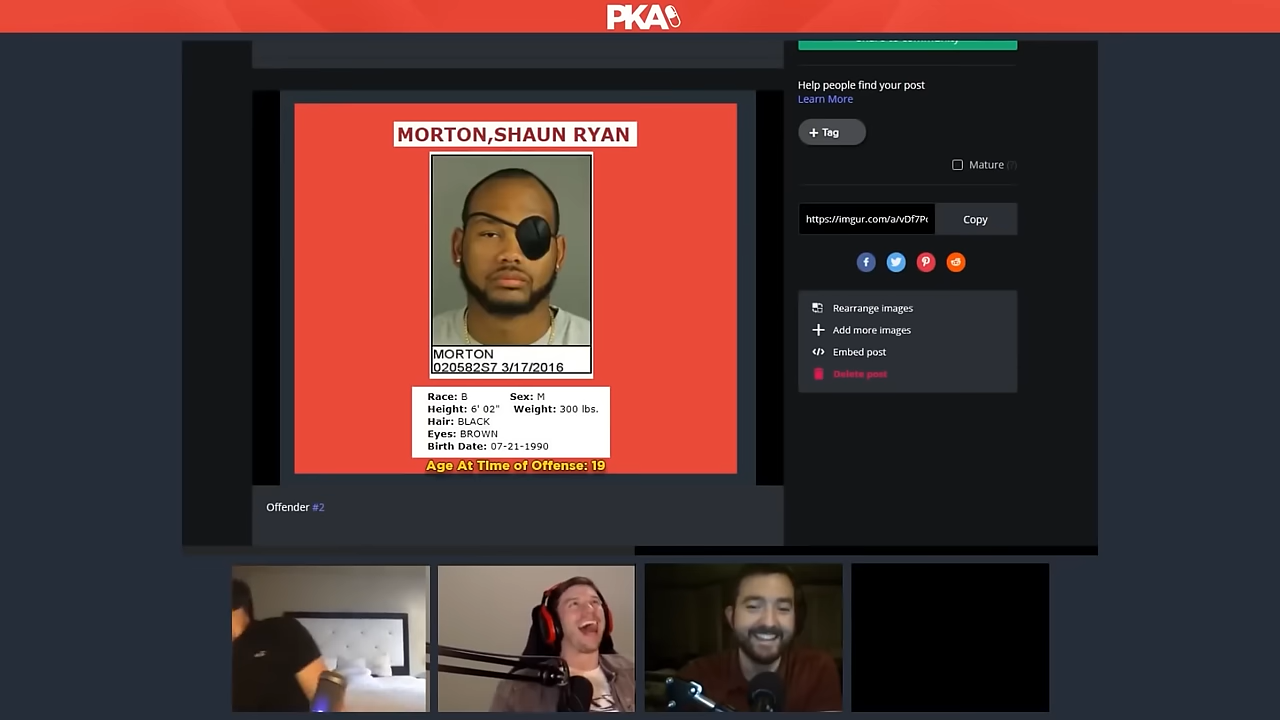 PKA
Help people find your post
Learn More
+ Tag
Mature (?)
MORTON,SHAUN RYAN
MORTON
020582S7 3/17/2016
Race: B Sex: M
Height: 6' 02" Weight: 300 lbs.
Hair: BLACK
Eyes: BROWN
Birth Date: 07-21-1990
Age At Time of Offense: 19
Offender #2
https://imgur.com/a/vDf7P
Copy
Rearrange images
Add more images
Embed post
Delete post